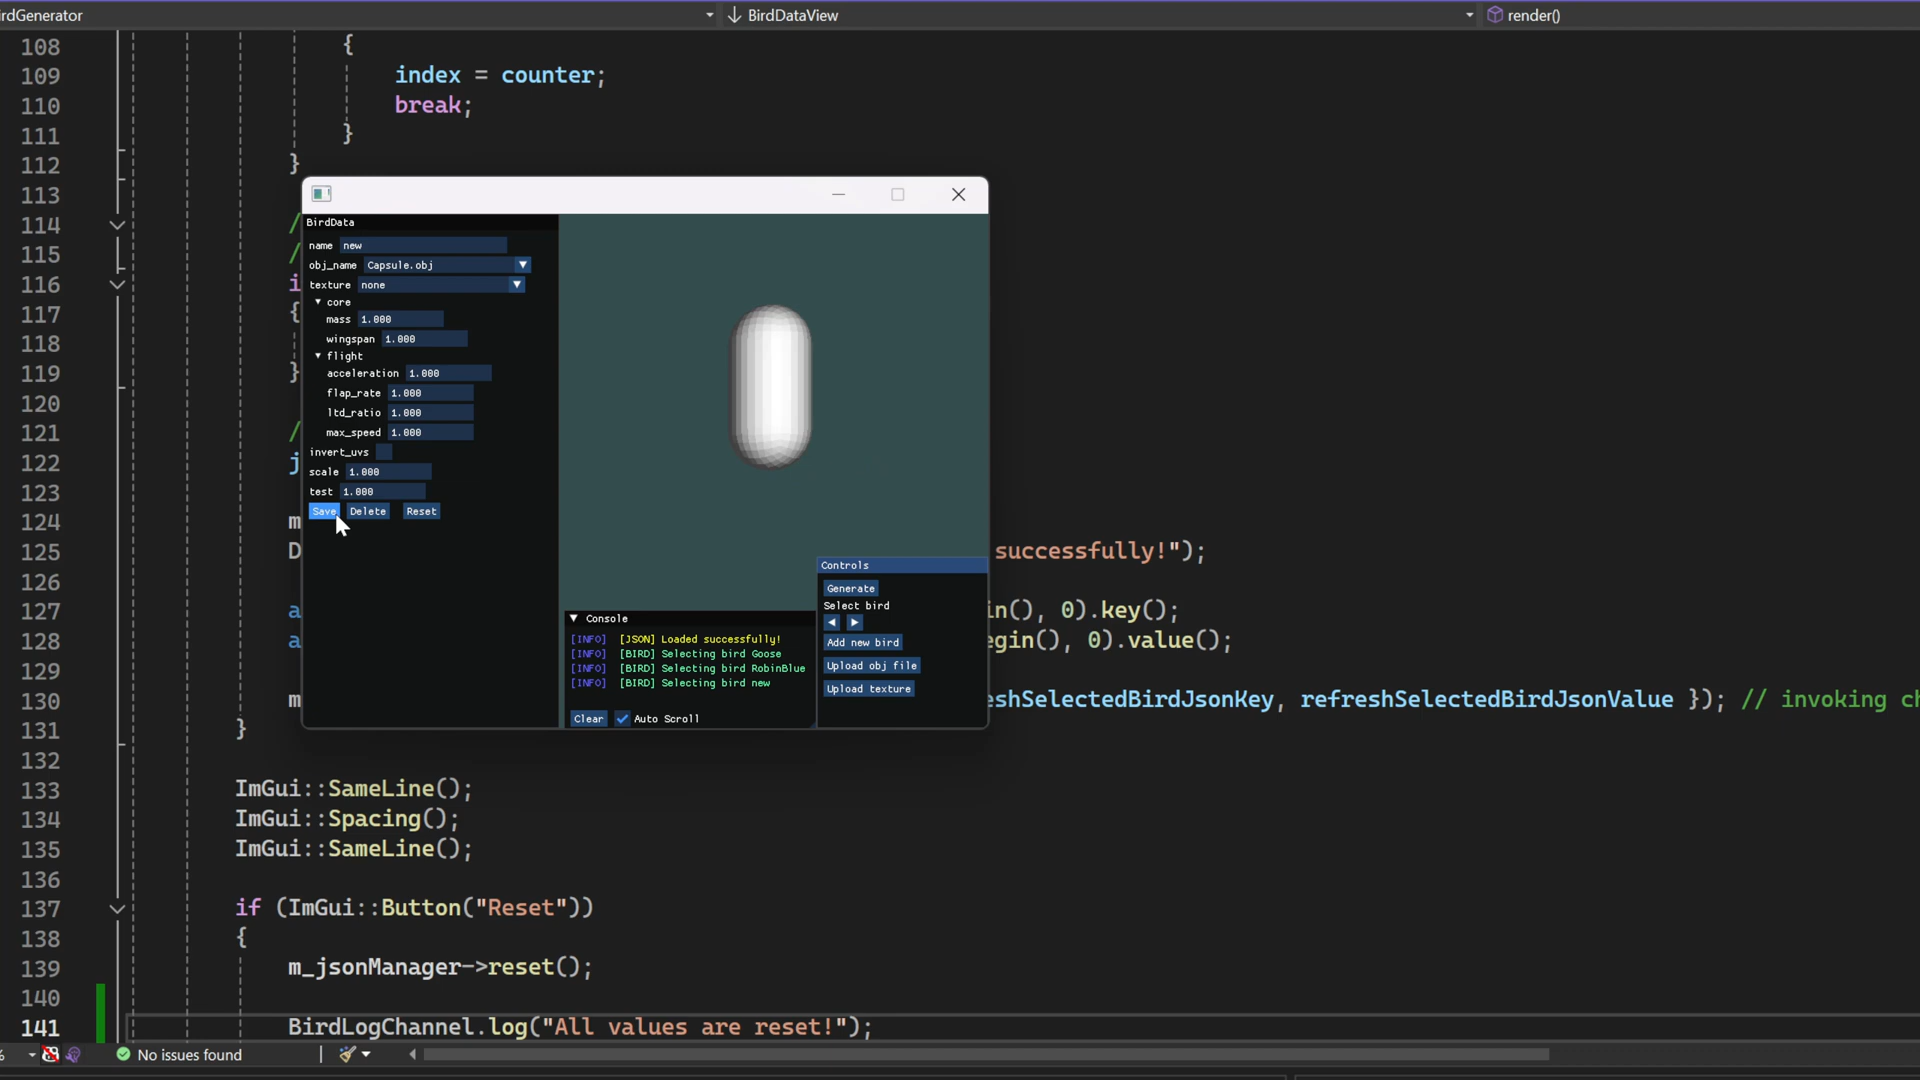 rdGenerator
BirdDataView
render()
108 {
109 index = counter;
110 break;
111 }
112 }
113
114 /
115 /
116 i
117 {
118
119 }
120
121 /
122 j
123
124 m
125 D successfully!");
126
127 a in(), 0).key();
128 a egin(), 0).value();
129
130 m eshSelectedBirdJsonKey, refreshSelectedBirdJsonValue }); // invoking ch
131 }
132
133 ImGui::SameLine();
134 ImGui::Spacing();
135 ImGui::SameLine();
136
137 if (ImGui::Button("Reset"))
138 {
139 m_jsonManager->reset();
140
141 BirdLogChannel.log("All values are reset!");
BirdData
name new
obj_name Capsule.obj
texture none
core
mass 1.000
wingspan 1.000
flight
acceleration 1.000
flap_rate 1.000
ltd_ratio 1.000
max_speed 1.000
invert_uvs
scale 1.000
test 1.000
Save Delete Reset
Console
[INFO] [JSON] Loaded successfully!
[INFO] [BIRD] Selecting bird Goose
[INFO] [BIRD] Selecting bird RobinBlue
[INFO] [BIRD] Selecting bird new
Clear Auto Scroll
Controls
Generate
Select bird
Add new bird
Upload obj file
Upload texture
% No issues found